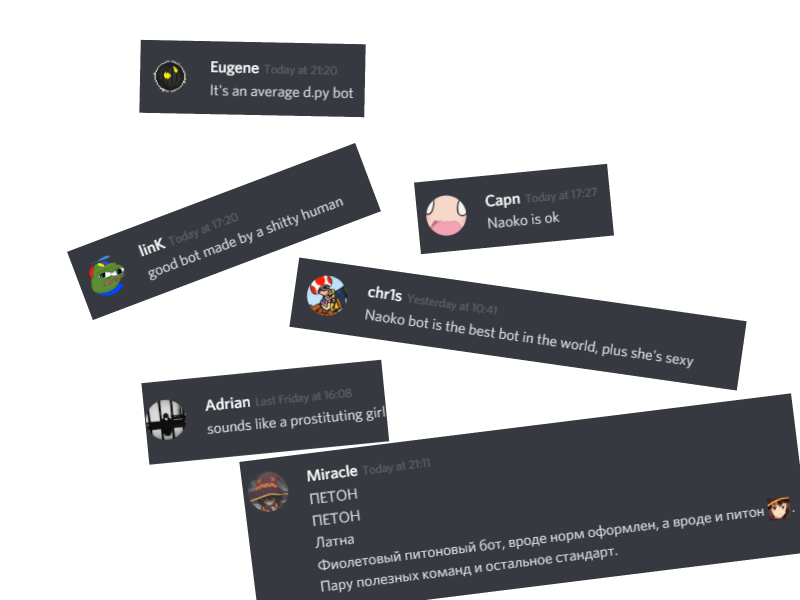 Eugene Today at 21:20
It's an average d.py bot
linK Today at 17:20
good bot made by a shitty human
Capn Today at 17:27
Naoko is ok
chr1s Yesterday at 10:41
Naoko bot is the best bot in the world, plus she's sexy
Adrian Last Friday at 16:08
sounds like a prostituting girl
Miracle Today at 21:11
ПЕТОН
ПЕТОН
Латна
Фиолетовый питоновый бот, вроде норм оформлен, а вроде и питон .
Пару полезных команд и остальное стандарт.